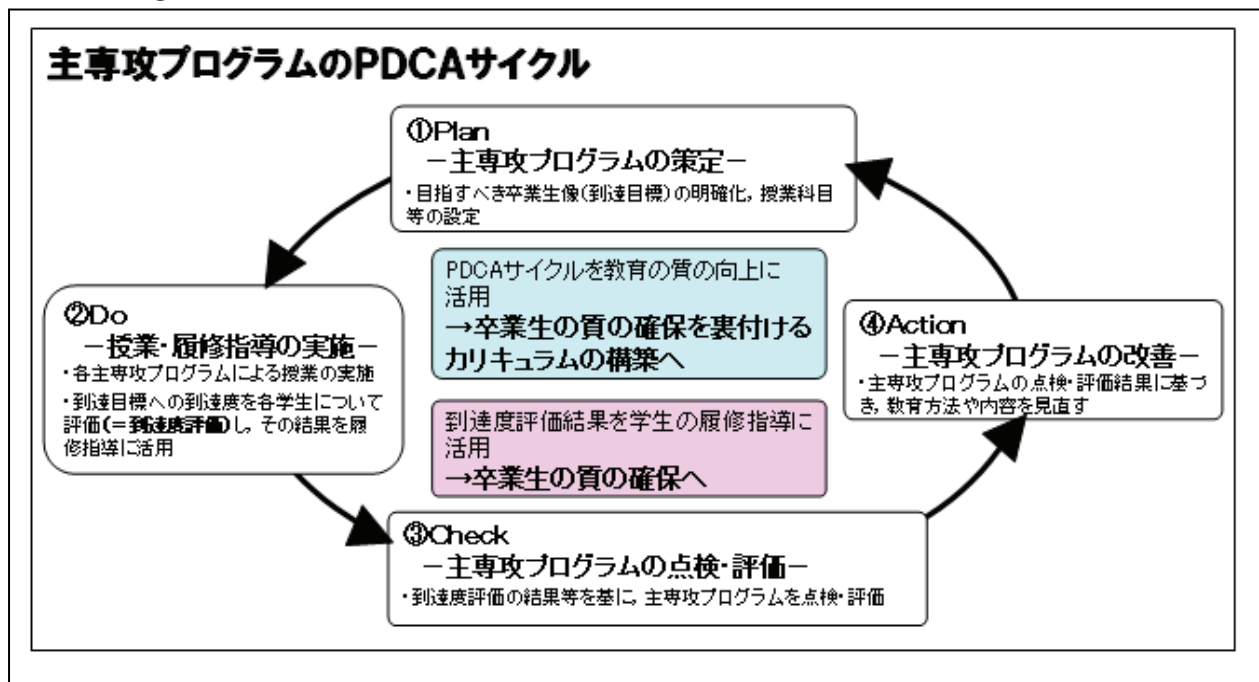 主専攻プログラムのPDCAサイクル
①Plan
－主専攻プログラムの策定－
・目指すべき卒業生像(到達目標)の明確化, 授業科目
等の設定
PDCAサイクルを教育の質の向上に
活用
→卒業生の質の確保を裏付ける
カリキュラムの構築へ
②Do
－授業・履修指導の実施－
・各主専攻プログラムによる授業の実施
・到達目標への到達度を各学生について
評価(=到達度評価)し, その結果を履
修指導に活用
④Action
－主専攻プログラムの改善－
・主専攻プログラムの点検・評価結果に基づ
き, 教育方法や内容を見直す
到達度評価結果を学生の履修指導に
活用
→卒業生の質の確保へ
③Check
－主専攻プログラムの点検・評価－
・到達度評価の結果等を基に, 主専攻プログラムを点検・評価